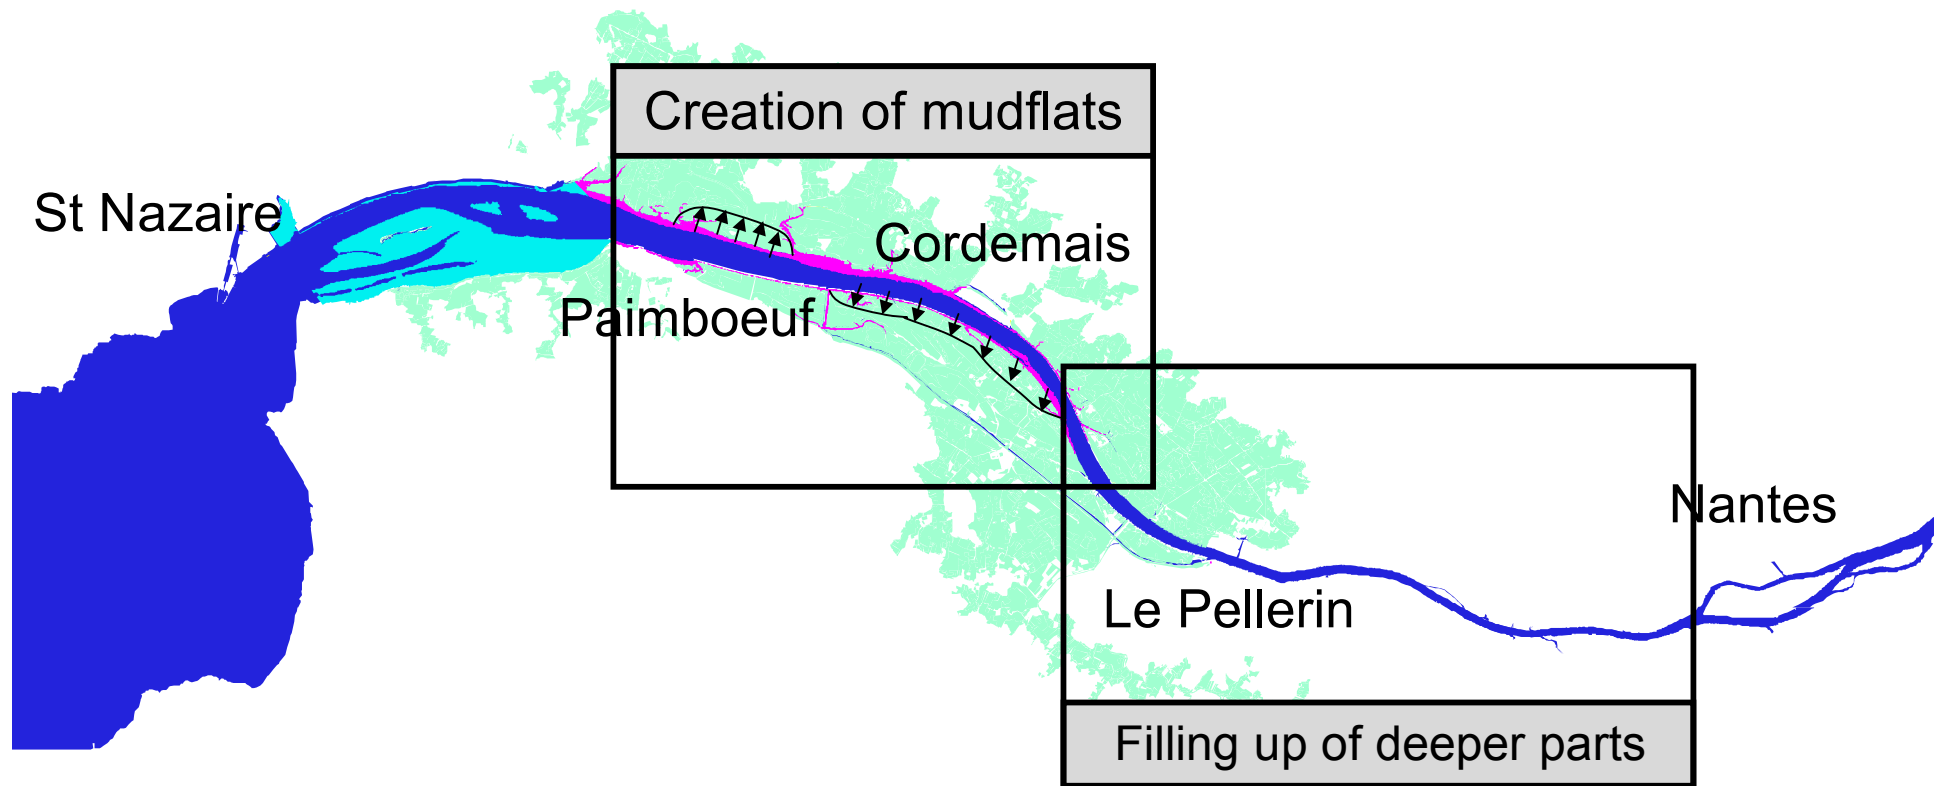 Creation of mudflats
St Nazaire
Cordemais
Paimboeuf
Nantes
Le Pellerin
Filling up of deeper parts